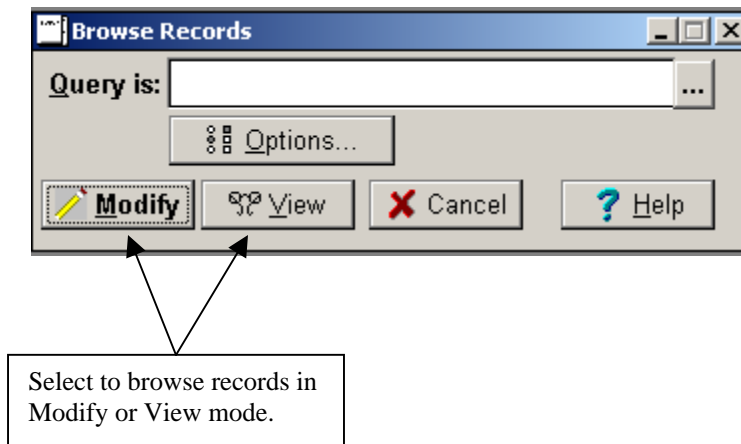 Browse Records
Query is: ...
Options...
Modify View Cancel ? Help
Select to browse records in
Modify or View mode.